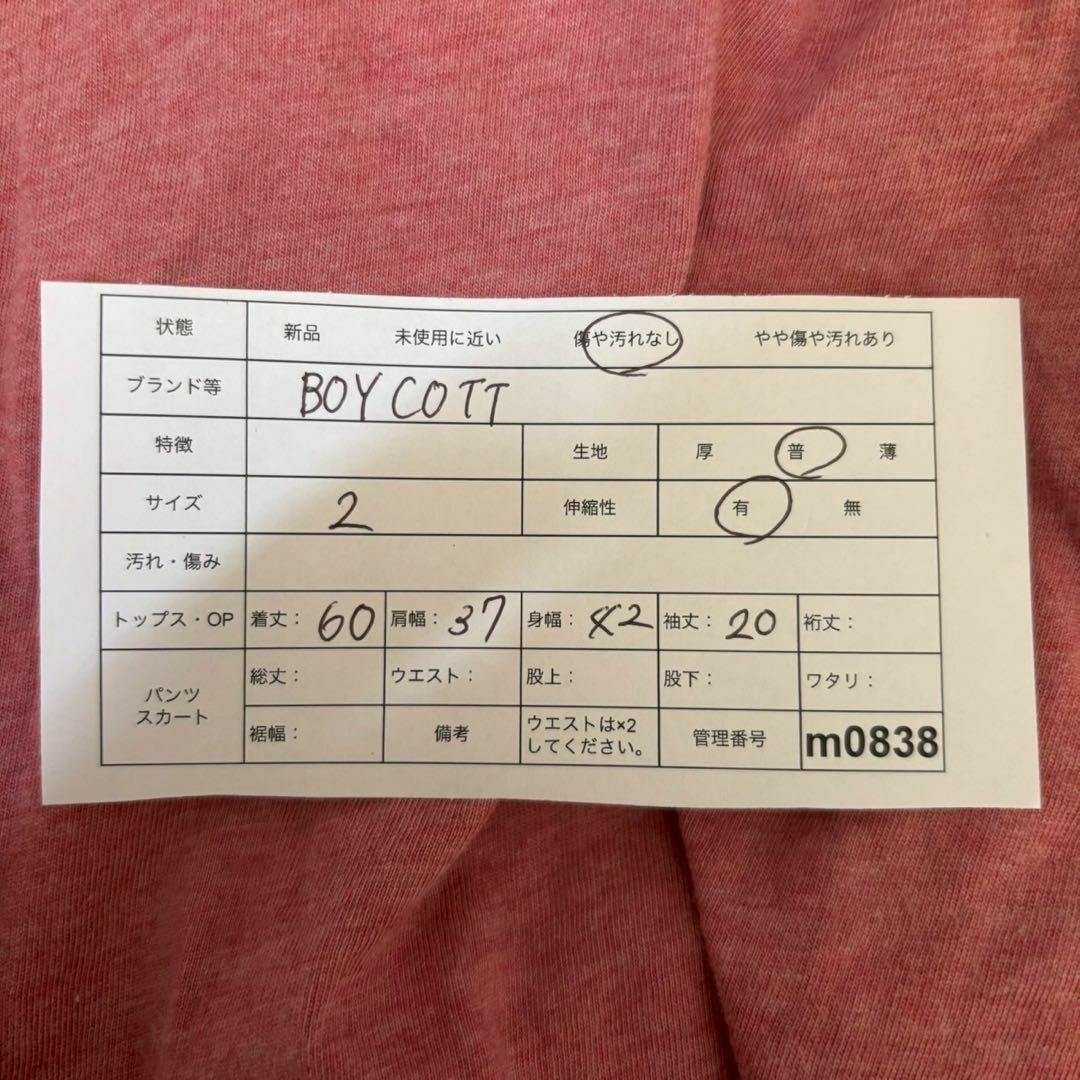 状態 新品 未使用に近い 傷や汚れなし やや傷や汚れあり
ブランド等 BOYCOTT
特徴 生地 厚 普 薄
サイズ 2 伸縮性 有 無
汚れ・傷み
トップス・OP 着丈： 60 肩幅： 37 身幅： 42 袖丈： 20 裄丈：
パンツ
スカート
総丈： ウエスト： 股上： 股下： ワタリ：
裾幅： 備考 ウエストは×2
してください。 管理番号 m0838